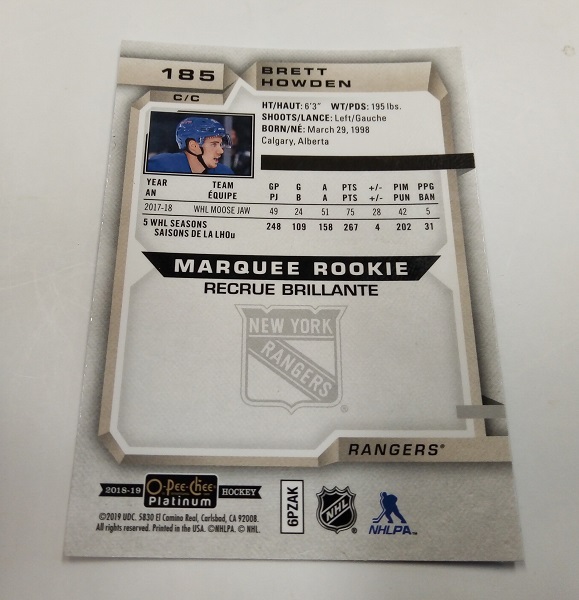 185 BRETT HOWDEN
C/C
HT/HAUT: 6'3" WT/PDS: 195 lbs.
SHOOTS/LANCE: Left/Gauche
BORN/NÉ: March 29, 1998
Calgary, Alberta
YEAR TEAM GP G A PTS +/- PIM PPG
AN ÉQUIPE PJ B A PTS +/- PUN BAN
2017-18 WHL MOOSE JAW 49 24 51 75 28 42 5
5 WHL SEASONS 248 109 158 267 4 202 31
SAISONS DE LA LHOu
MARQUEE ROOKIE
RECRUE BRILLANTE
NEW YORK
RANGERS
®
RANGERS®
2018-19 O-Pee-Chee Platinum HOCKEY
©2019 UDC. 5830 El Camino Real, Carlsbad, CA 92008.
All rights reserved. Printed in the USA. ©NHLPA. © NHL.
6PZAK
NHL
NHLPA